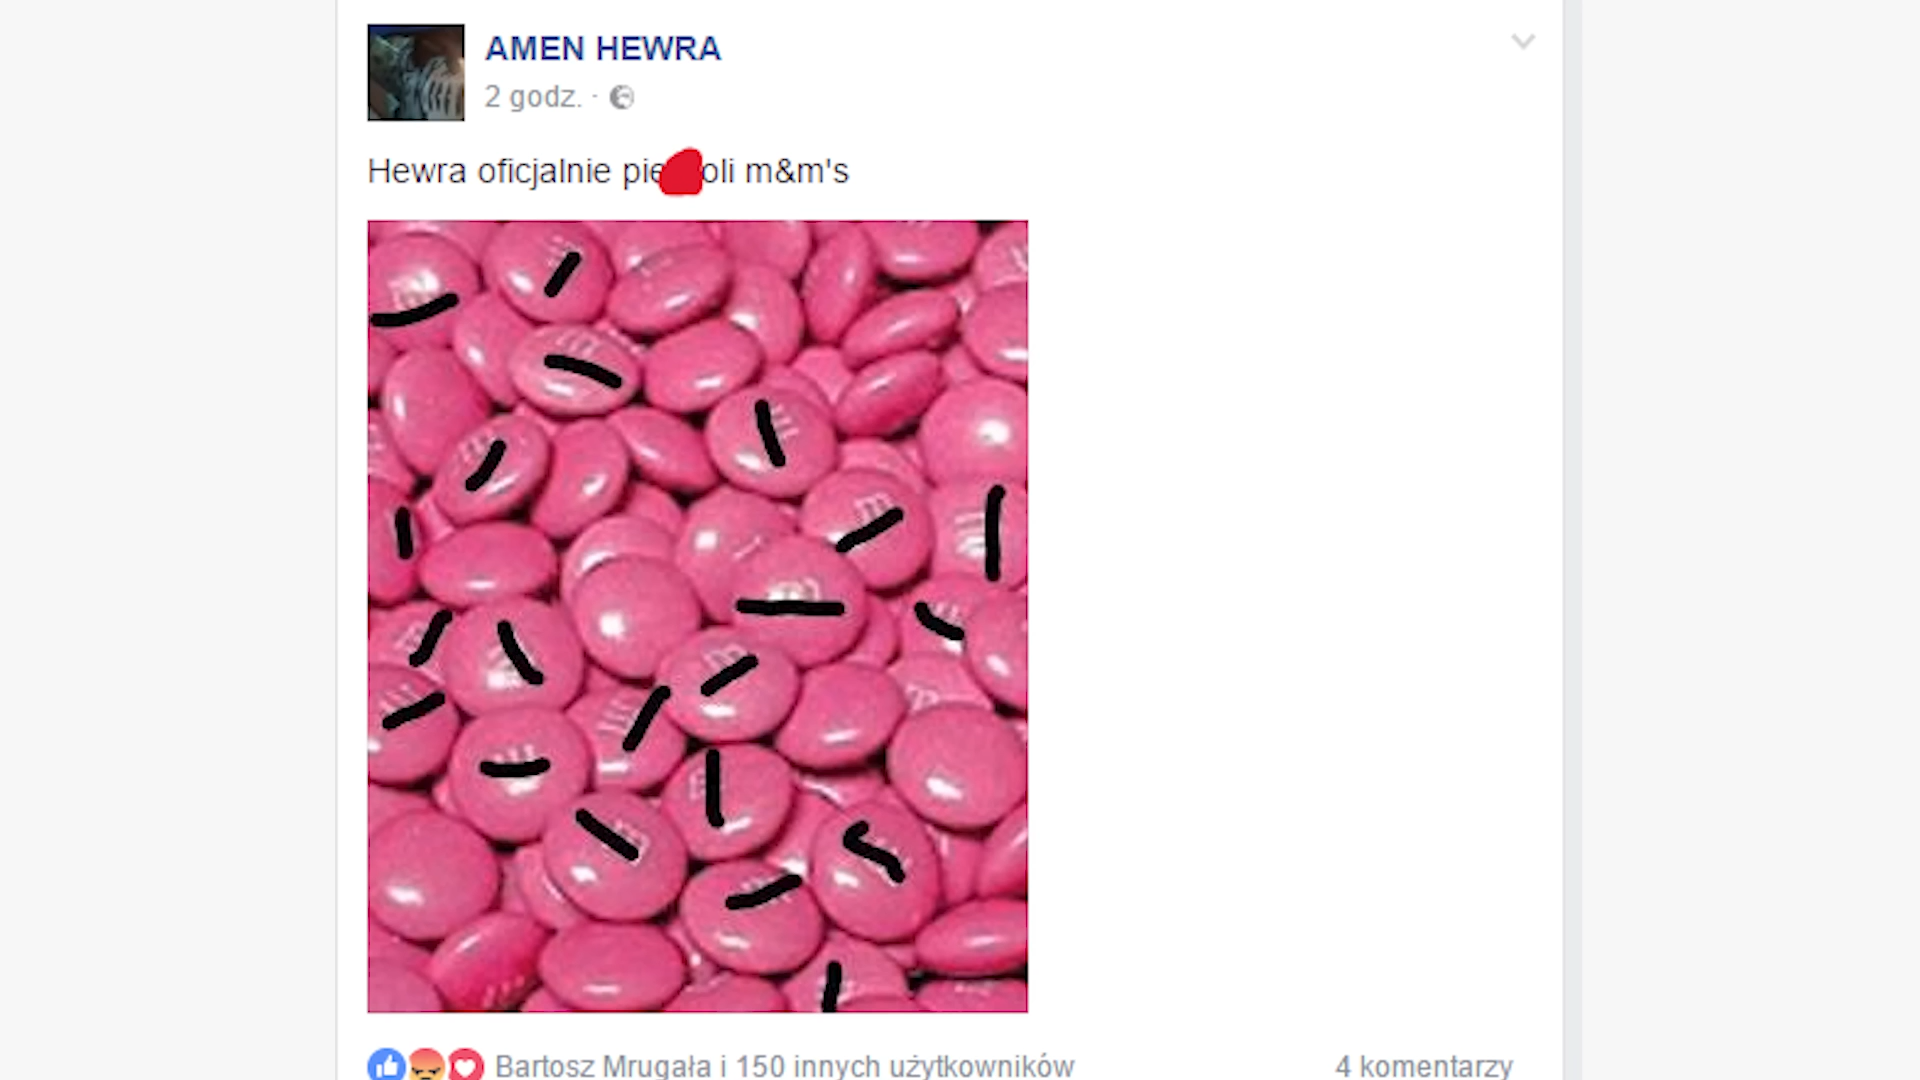 AMEN HEWRA
2 godz. ·
Hewra oficjalnie pie oli m&m's
Bartosz Mrugała i 150 innych użytkowników
4 komentarzy